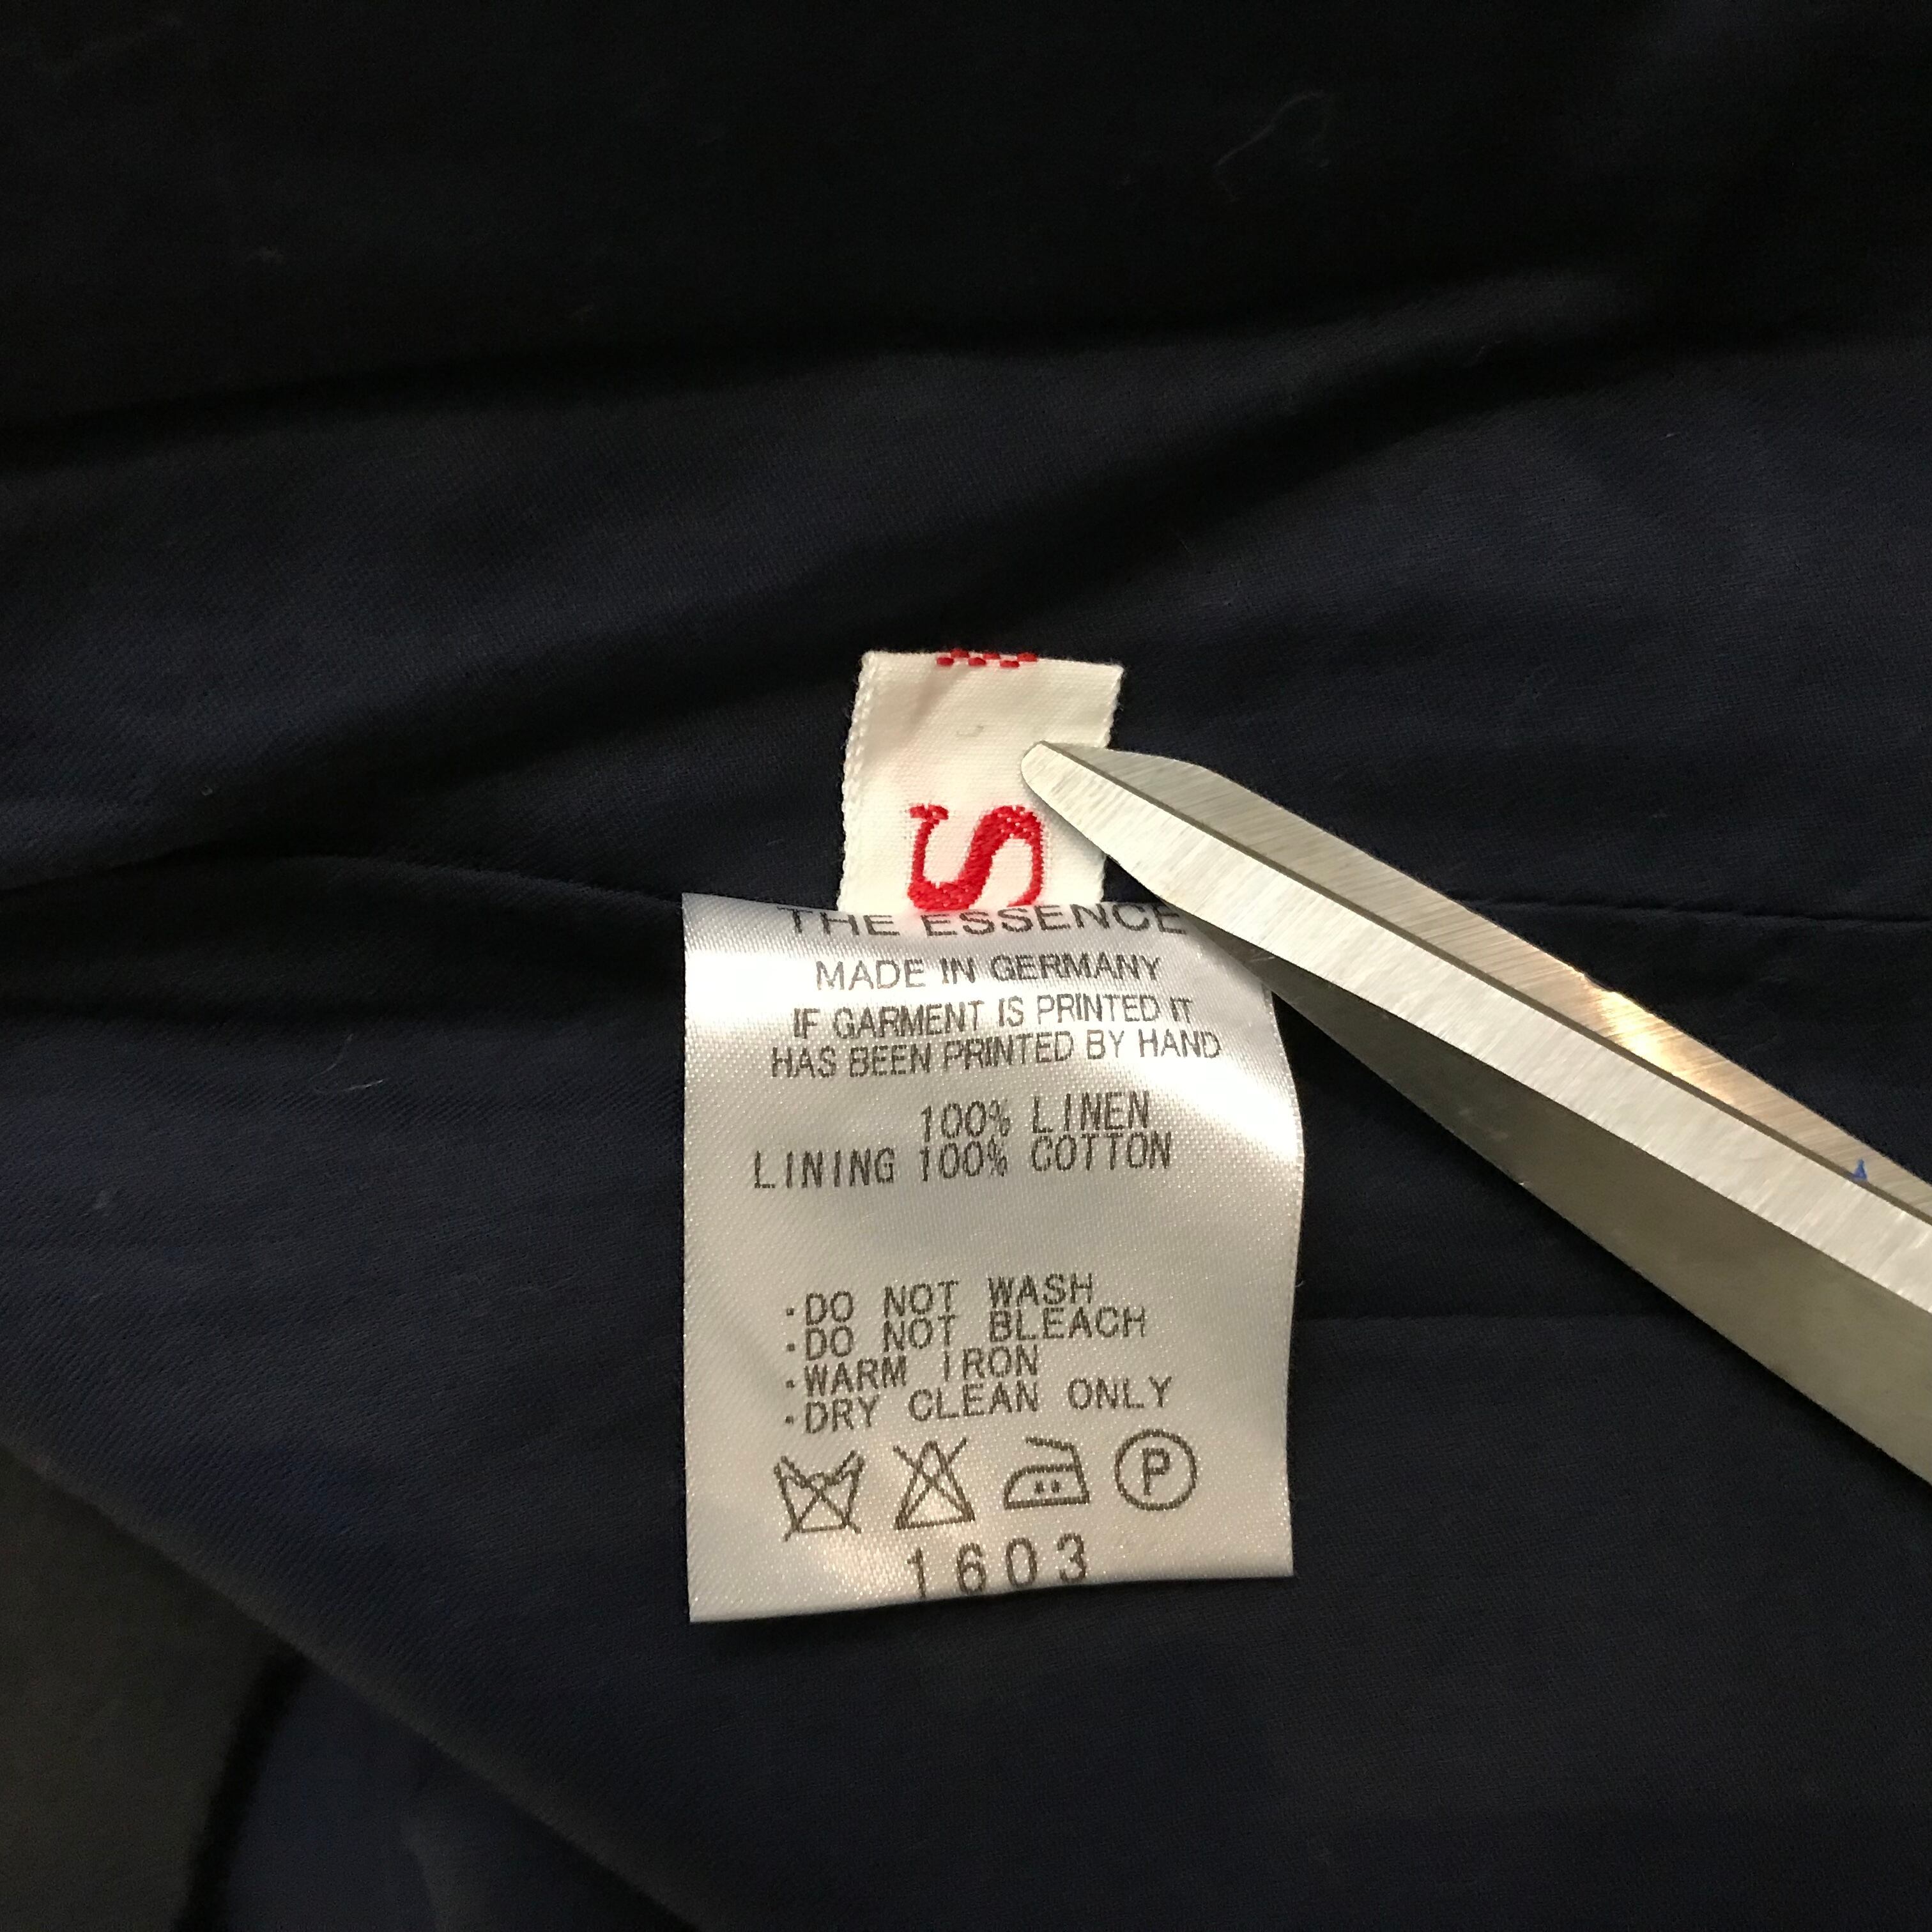 S
THE ESSENCE
MADE IN GERMANY
IF GARMENT IS PRINTED IT
HAS BEEN PRINTED BY HAND
100% LINEN
LINING 100% COTTON
·DO NOT WASH
·DO NOT BLEACH
·WARM IRON
·DRY CLEAN ONLY
P
1603